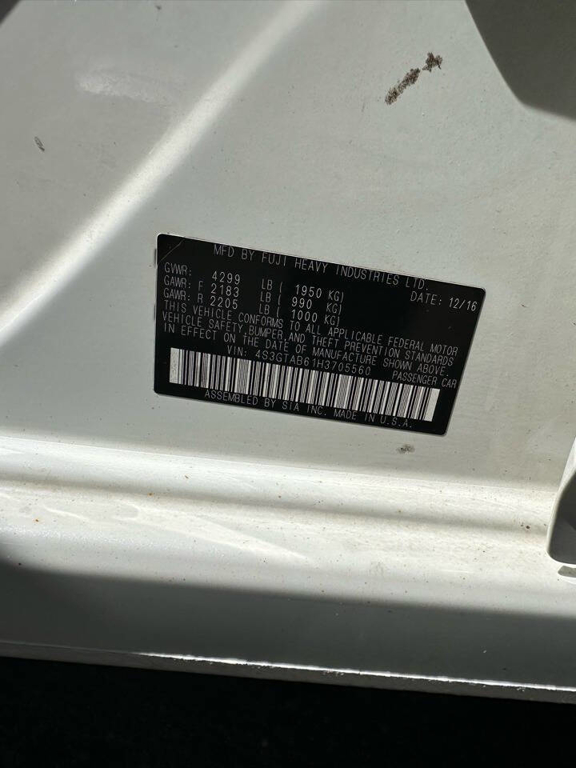 MFD BY FUJI HEAVY INDUSTRIES LTD.
GVWR: 4299 LB ( 1950 KG) DATE: 12/16
GAWR: F 2183 LB ( 990 KG)
GAWR: R 2205 LB ( 1000 KG)
THIS VEHICLE CONFORMS TO ALL APPLICABLE FEDERAL MOTOR
VEHICLE SAFETY, BUMPER, AND THEFT PREVENTION STANDARDS
IN EFFECT ON THE DATE OF MANUFACTURE SHOWN ABOVE.
VIN: 4S3GTAB61H3705560 PASSENGER CAR
ASSEMBLED BY SIA INC. MADE IN U.S.A.